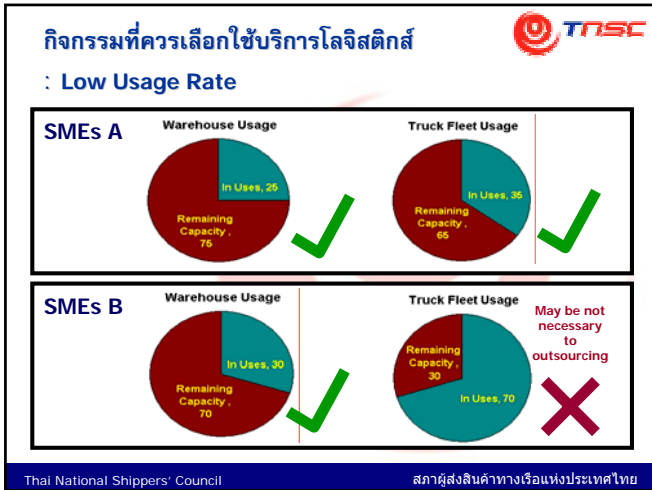 กิจกรรมที่ควรเลือกใช้บริการโลจิสติกส์
: Low Usage Rate
TNSC
SMEs A
Warehouse Usage
In Uses, 25
Remaining
Capacity ,
75
Truck Fleet Usage
In Uses, 35
Remaining
Capacity ,
65
SMEs B
Warehouse Usage
In Uses, 30
Remaining
Capacity ,
70
Truck Fleet Usage
Remaining
Capacity ,
30
In Uses, 70
May be not
necessary
to
outsourcing
Thai National Shippers' Council
สภาผู้ส่งสินค้าทางเรือแห่งประเทศไทย